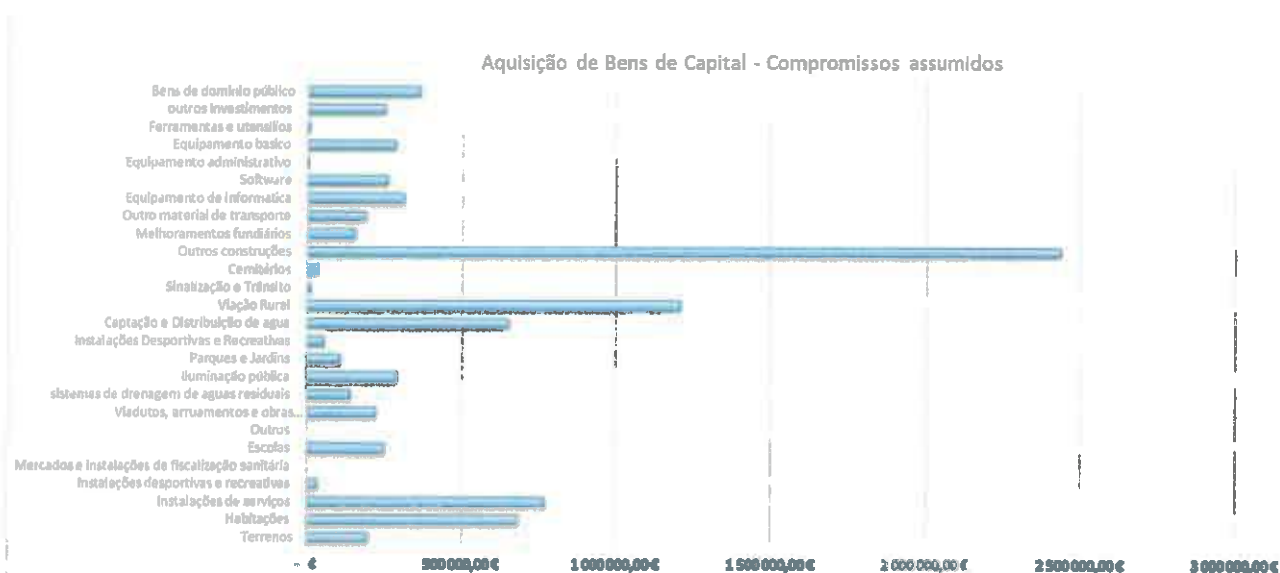 Aquisição de Bens de Capital - Compromissos assumidos
Bens de domínio público
outros investimentos
Ferramentas e utensílios
Equipamento basico
Equipamento administrativo
Software
Equipamento de informatica
Outro material de transporte
Melhoramentos fundiários
Outros construções
Cemitérios
Sinalização e Trânsito
Viação Rural
Captação e Distribuição de agua
Instalações Desportivas e Recreativas
Parques e Jardins
Iluminação pública
sistemas de drenagem de aguas residuais
Viadutos, arruamentos e obras...
Outros
Escolas
Mercados e instalações de fiscalização sanitária
Instalações desportivas e recreativas
Instalações de serviços
Habitações
Terrenos
- € 500 000,00 € 1 000 000,00 € 1 500 000,00 € 2 000 000,00 € 2 500 000,00 € 3 000 000,00 €